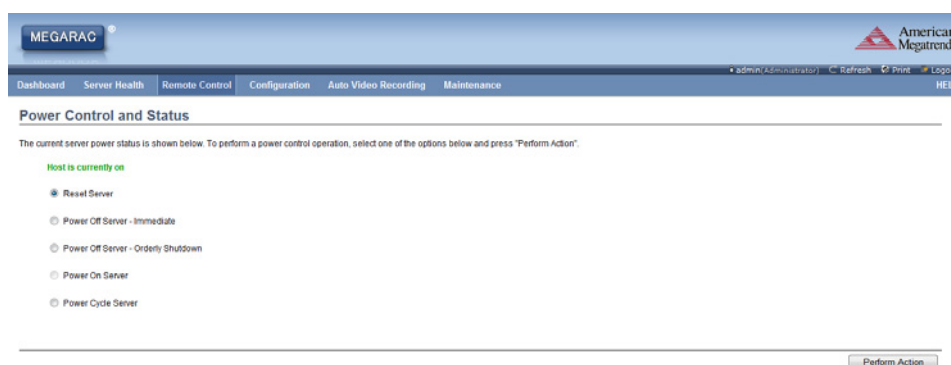 MEGARAC ®
American
Megatrend
admin(Administrator) Refresh Print Logo
Dashboard Server Health Remote Control Configuration Auto Video Recording Maintenance HEL
Power Control and Status
The current server power status is shown below. To perform a power control operation, select one of the options below and press "Perform Action".
Host is currently on
Reset Server
Power Off Server - Immediate
Power Off Server - Orderly Shutdown
Power On Server
Power Cycle Server
Perform Action